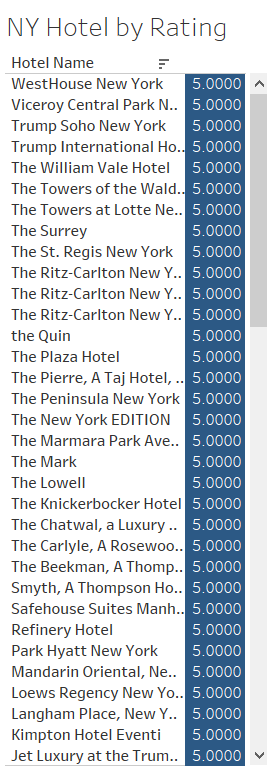 NY Hotel by Rating
Hotel Name
WestHouse New York 5.0000
Viceroy Central Park N.. 5.0000
Trump Soho New York 5.0000
Trump International Ho.. 5.0000
The William Vale Hotel 5.0000
The Towers of the Wald.. 5.0000
The Towers at Lotte Ne.. 5.0000
The Surrey 5.0000
The St. Regis New York 5.0000
The Ritz-Carlton New Y.. 5.0000
The Ritz-Carlton New Y.. 5.0000
The Ritz-Carlton New Y.. 5.0000
the Quin 5.0000
The Plaza Hotel 5.0000
The Pierre, A Taj Hotel, .. 5.0000
The Peninsula New York 5.0000
The New York EDITION 5.0000
The Marmara Park Ave.. 5.0000
The Mark 5.0000
The Lowell 5.0000
The Knickerbocker Hotel 5.0000
The Chatwal, a Luxury .. 5.0000
The Carlyle, A Rosewoo.. 5.0000
The Beekman, A Thomp.. 5.0000
Smyth, A Thompson Ho.. 5.0000
Safehouse Suites Manh.. 5.0000
Refinery Hotel 5.0000
Park Hyatt New York 5.0000
Mandarin Oriental, Ne.. 5.0000
Loews Regency New Yo.. 5.0000
Langham Place, New Y.. 5.0000
Kimpton Hotel Eventi 5.0000
Jet Luxury at the Trum.. 5.0000